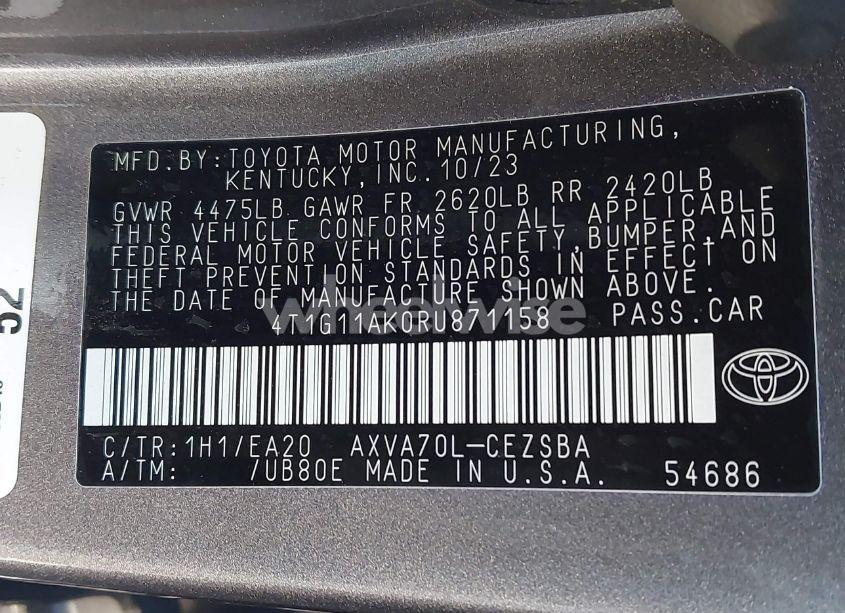 MFD.BY:TOYOTA MOTOR MANUFACTURING,
KENTUCKY,INC.10/23
GVWR 4475LB GAWR FR 2620LB RR 2420LB
THIS VEHICLE CONFORMS TO ALL APPLICABLE
FEDERAL MOTOR VEHICLE SAFETY,BUMPER,AND
THEFT PREVENTION STANDARDS IN EFFECT ON
THE DATE OF MANUFACTURE SHOWN ABOVE.
PASS.CAR
wheelwise
C/TR:1H1/EA20 AXVA70L-CEZSBA
A/TM: /UB80E MADE IN U.S.A. 54686
52